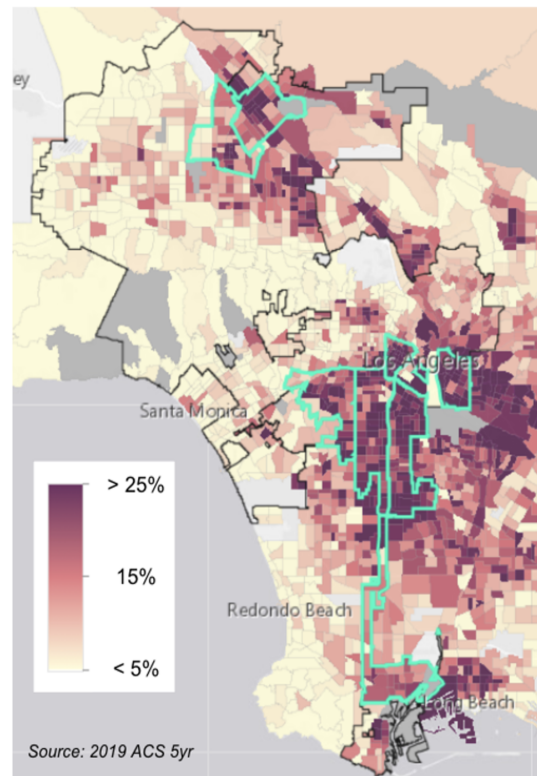 ey
Los Angeles
Santa Monica
> 25%
15%
< 5%
Redondo Beach
Long Beach
Source: 2019 ACS 5yr